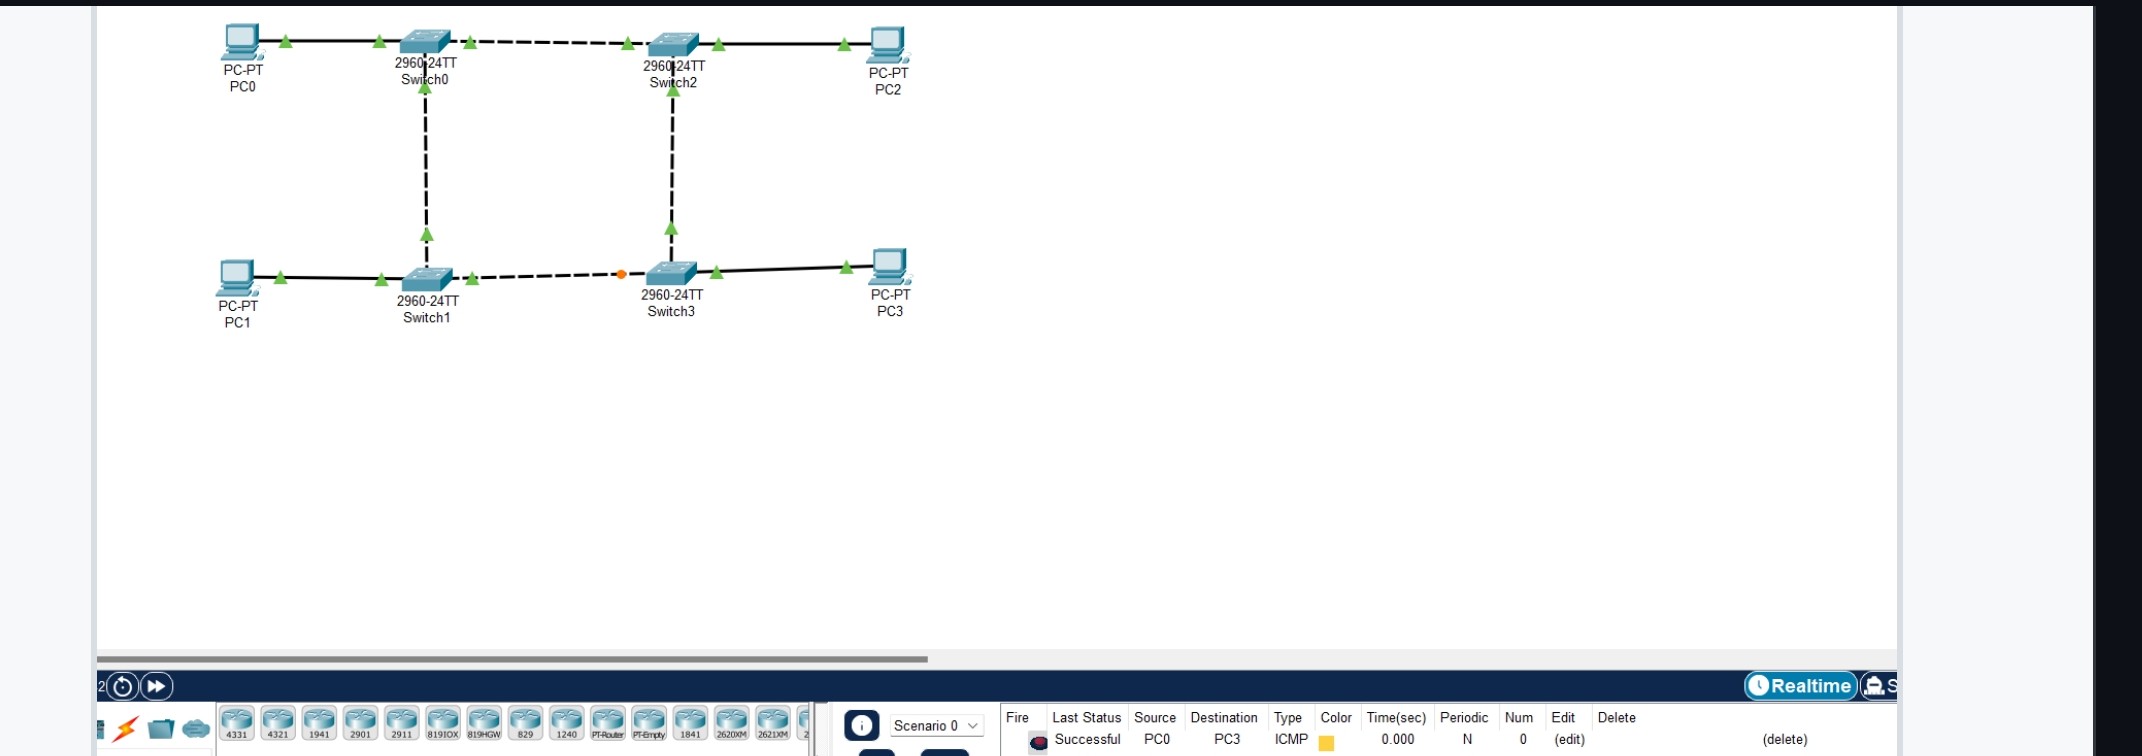 PC-PT
PC0
2960-24TT
Switch0
2960-24TT
Switch2
PC-PT
PC2
PC-PT
PC1
2960-24TT
Switch1
2960-24TT
Switch3
PC-PT
PC3
2
Realtime
S
4331
4321
1941
2901
2911
819IOX
819HGW
829
1240
PT-Router
PT-Empty
1841
2620XM
2621XM
2
Scenario 0
Fire Last Status Source Destination Type Color Time(sec) Periodic Num Edit Delete
Successful PC0 PC3 ICMP 0.000 N 0 (edit) (delete)